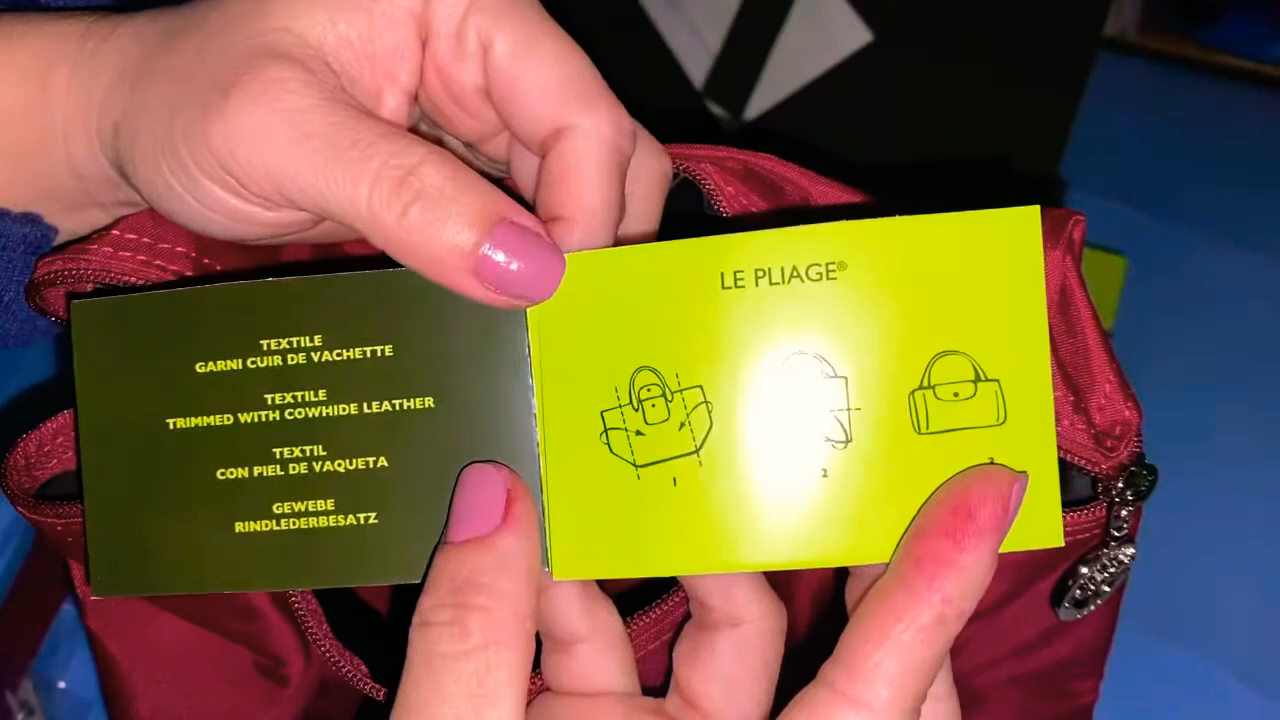 TEXTILE
GARNI CUIR DE VACHETTE
TEXTILE
TRIMMED WITH COWHIDE LEATHER
TEXTIL
CON PIEL DE VAQUETA
GEWEBE
RINDLEDERBESATZ
LE PLIAGE®
1
2